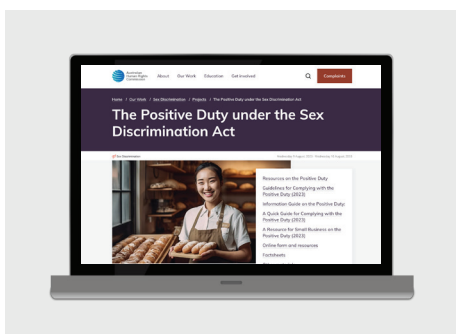 Australian
Human Rights
Commission
About Our Work Education Get involved
Complaints
Home / Our Work / Sex Discrimination / Projects / The Positive Duty under the Sex Discrimination Act
The Positive Duty under the Sex
Discrimination Act
Sex Discrimination
Resources on the Positive Duty
Guidelines for Complying with the
Positive Duty (2023)
Information Guide on the Positive Duty
A Quick Guide for Complying with the
Positive Duty (2023)
A Resource for Small Business on the
Positive Duty (2023)
Online form and resources
Factsheets